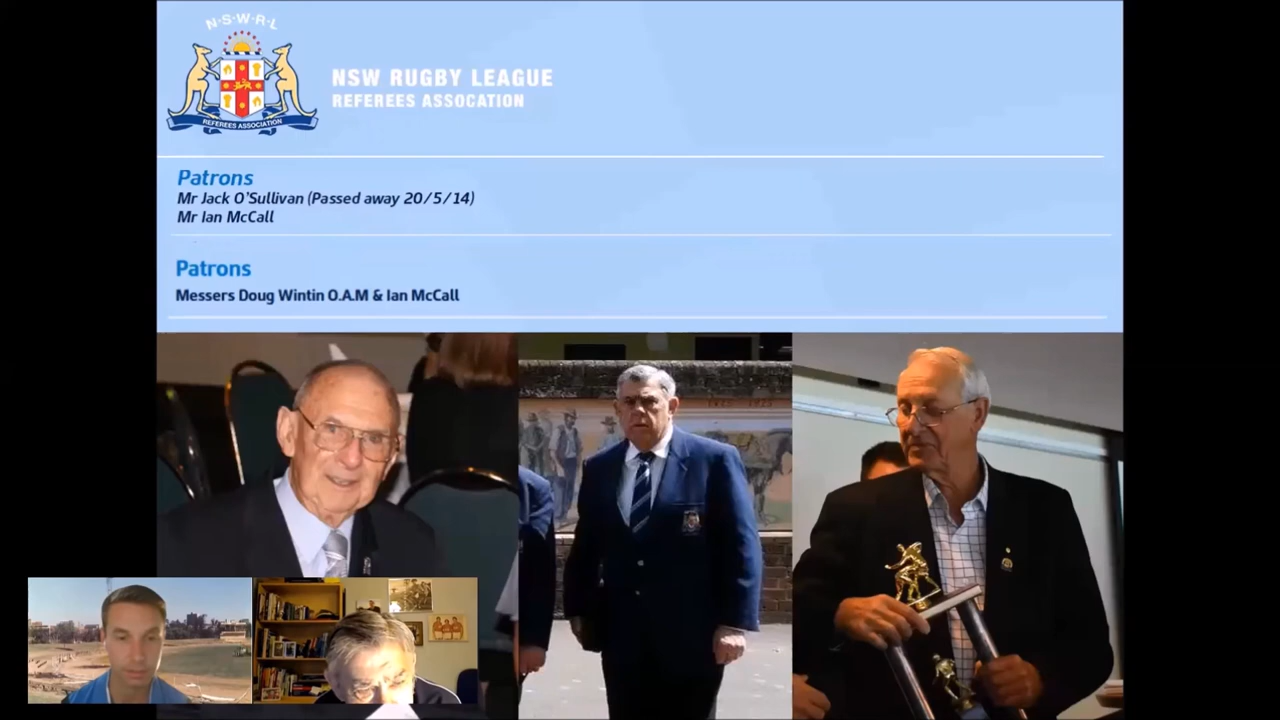 N·S·W·R·L
REFEREES ASSOCIATION
NSW RUGBY LEAGUE
REFEREES ASSOCATION
Patrons
Mr Jack O'Sullivan (Passed away 20/5/14)
Mr Ian McCall
Patrons
Messers Doug Wintin O.A.M & Ian McCall